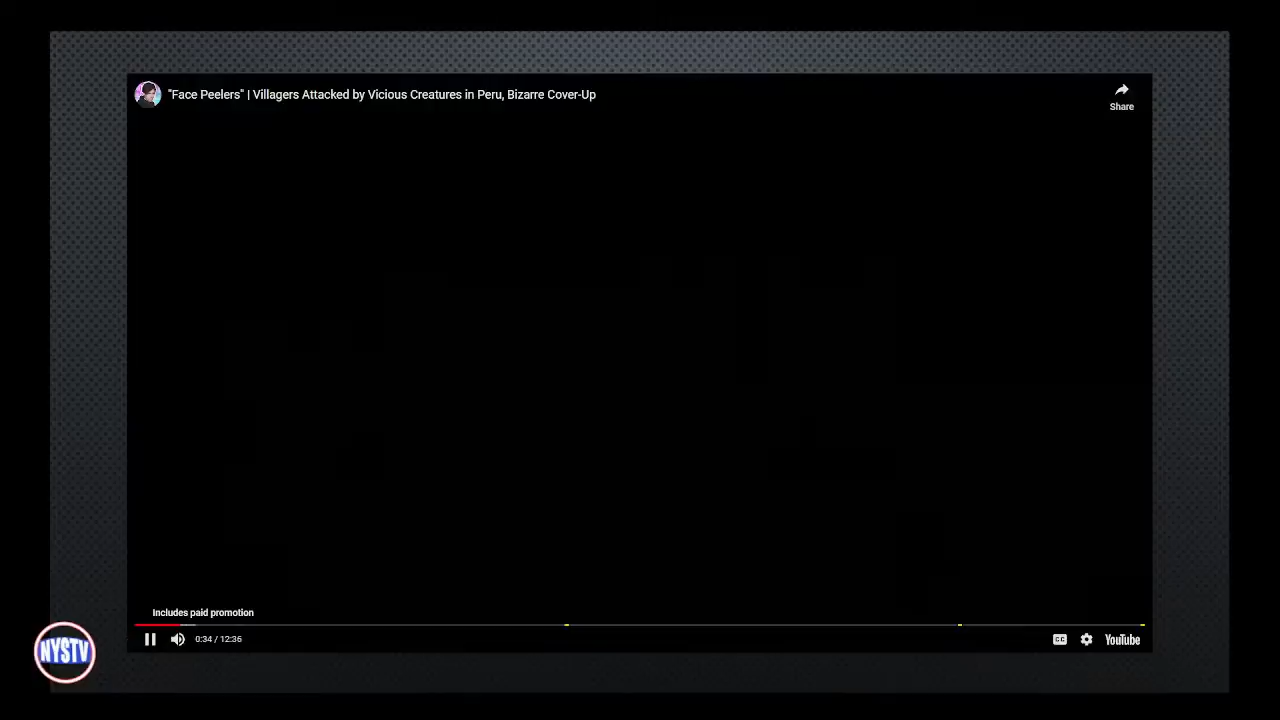 "Face Peelers" | Villagers Attacked by Vicious Creatures in Peru, Bizarre Cover-Up
Share
Includes paid promotion
NYSTV
0:34 / 12:36
CC
YouTube